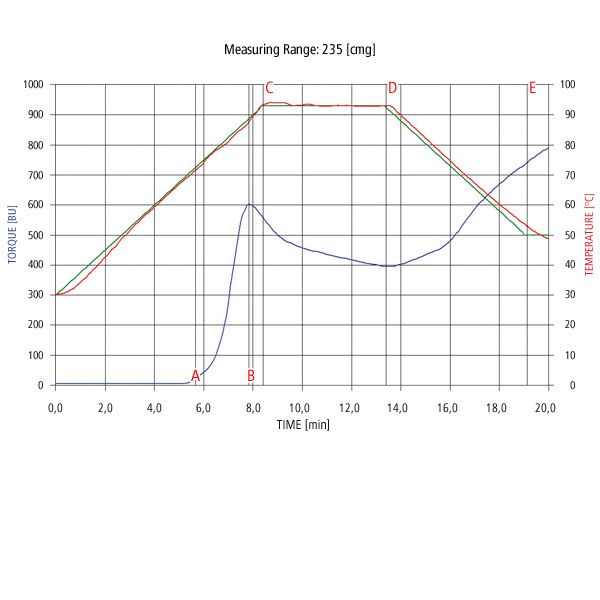 Measuring Range: 235 [cmg]
C D E
1000 100
900 90
800 80
700 70
600 60
500 50
400 40
300 30
200 20
100 10
0 0
TORQUE [BU]
TEMPERATURE [°C]
A B
0,0 2,0 4,0 6,0 8,0 10,0 12,0 14,0 16,0 18,0 20,0
TIME [min]